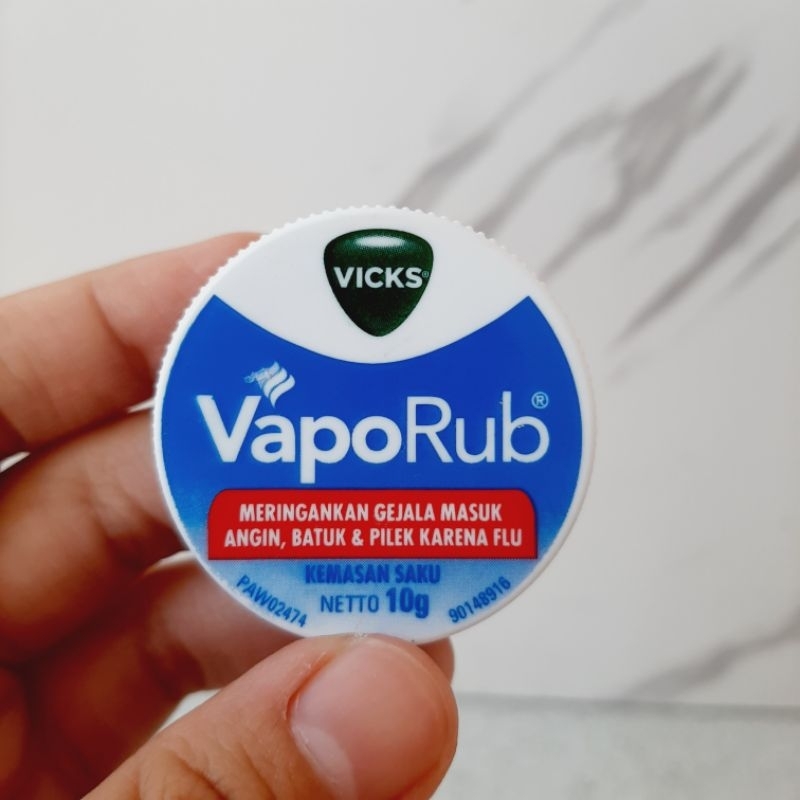 VICKS®
VapoRub®
MERINGANKAN GEJALA MASUK
ANGIN, BATUK & PILEK KARENA FLU
KEMASAN SAKU
NETTO 10g
PAW02474
90148916